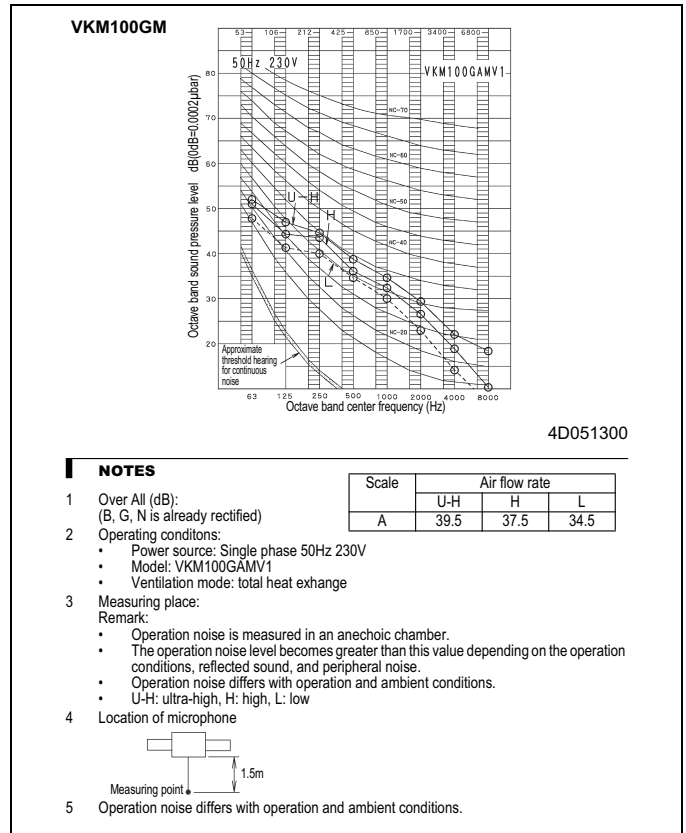 VKM100GM
53— 106— 212— 425— 850— 1700— 3400— 6800—
50Hz 230V
VKM100GAMV1
80
70
60
50
40
30
20
Octave band sound pressure level dB(0dB=0.0002μbar)
NC-70
NC-60
NC-50
NC-40
NC-20
U-H
H
L
Approximate
threshold hearing
for continuous
noise
63 125 250 500 1000 2000 4000 8000
Octave band center frequency (Hz)
4D051300
NOTES
1 Over All (dB):
(B, G, N is already rectified)
Scale Air flow rate
U-H H L
A 39.5 37.5 34.5
2 Operating conditons:
• Power source: Single phase 50Hz 230V
• Model: VKM100GAMV1
• Ventilation mode: total heat exhange
3 Measuring place:
Remark:
• Operation noise is measured in an anechoic chamber.
• The operation noise level becomes greater than this value depending on the operation
conditions, reflected sound, and peripheral noise.
• Operation noise differs with operation and ambient conditions.
• U-H: ultra-high, H: high, L: low
4 Location of microphone
1.5m
Measuring point
5 Operation noise differs with operation and ambient conditions.